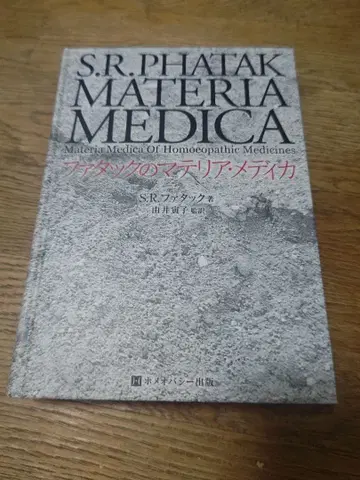 S.R.PHATAK
MATERIA
MEDICA
Materia Medica Of Homoeopathic Medicines
ファタックのマテリア・メディカ
S.R.ファタック 著
由井寅子 監訳
ホメオパシー出版